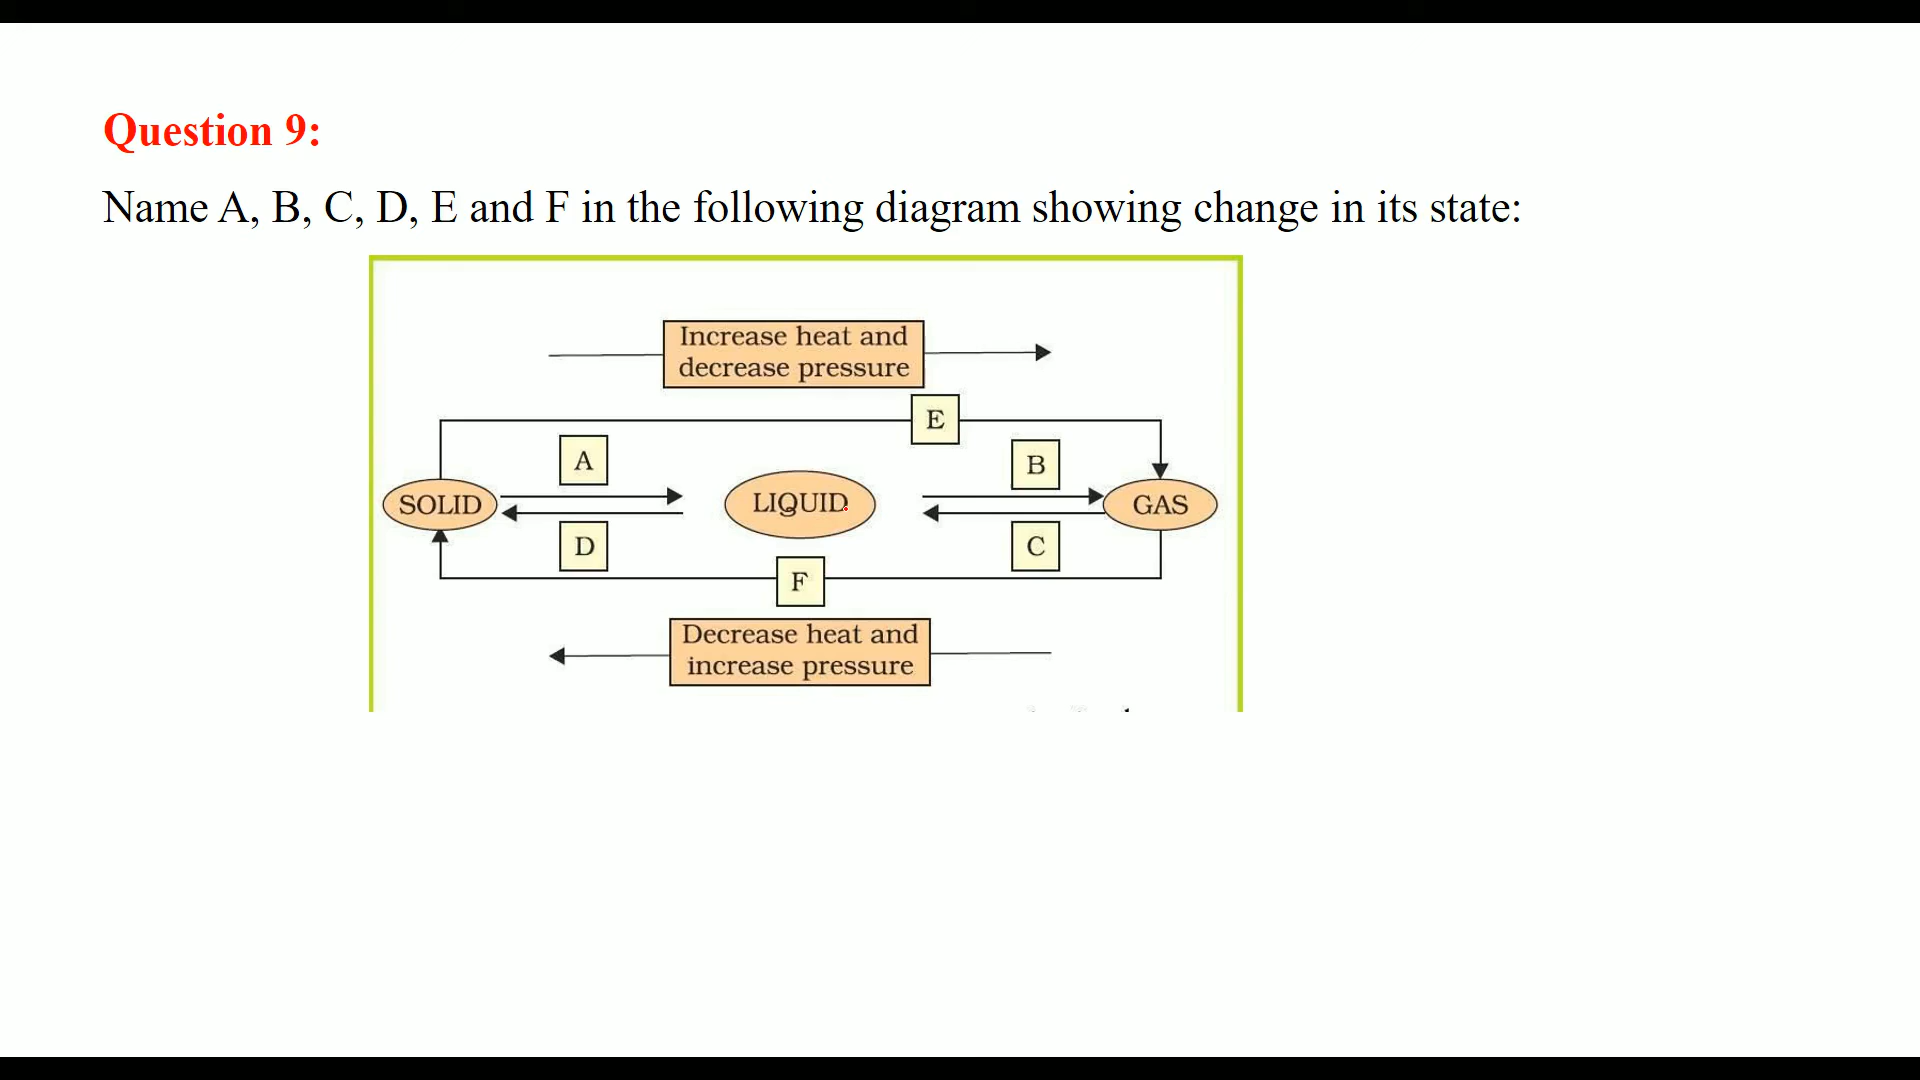 Question 9:
Name A, B, C, D, E and F in the following diagram showing change in its state:
Increase heat and
decrease pressure
E
A
B
SOLID
LIQUID
GAS
D
C
F
Decrease heat and
increase pressure